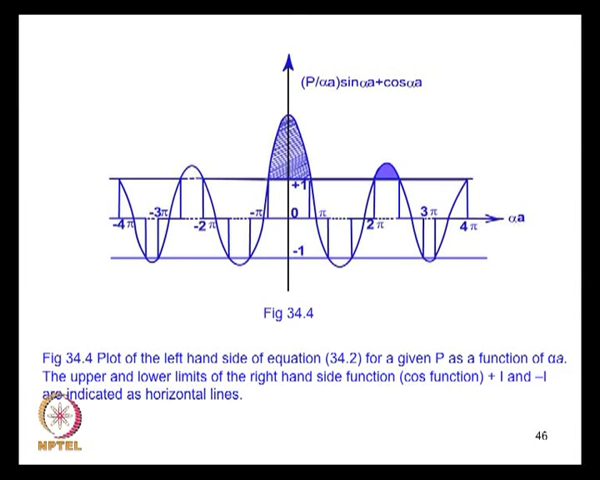 (P/αa)sinαa+cosαa
+1
-4π -3π -2π -π 0 π 2π 3π 4π αa
-1
Fig 34.4
Fig 34.4 Plot of the left hand side of equation (34.2) for a given P as a function of αa.
The upper and lower limits of the right hand side function (cos function) + I and –I
are indicated as horizontal lines.
NPTEL
46